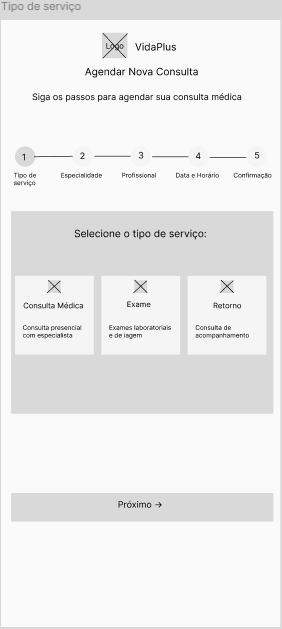 Tipo de serviço
Logo
VidaPlus
Agendar Nova Consulta
Siga os passos para agendar sua consulta médica
1
2
3
4
5
Tipo de
serviço
Especialidade
Profissional
Data e Horário
Confirmação
Selecione o tipo de serviço:
Consulta Médica
Consulta presencial
com especialista
Exame
Exames laboratoriais
e de iagem
Retorno
Consulta de
acompanhamento
Próximo →